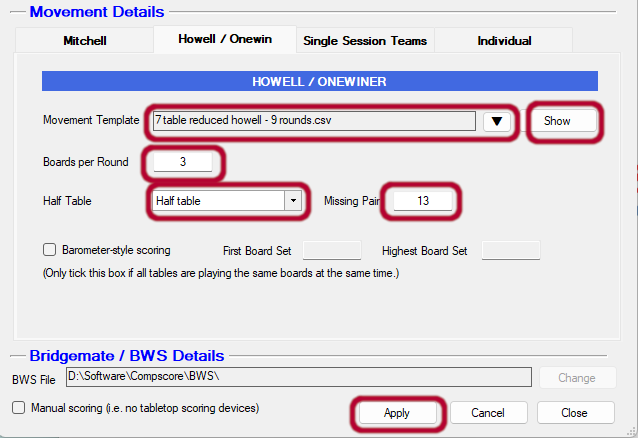 Movement Details
Mitchell Howell / Onewin Single Session Teams Individual
HOWELL / ONEWINER
Movement Template 7 table reduced howell - 9 rounds.csv ▼ Show
Boards per Round 3
Half Table Half table Missing Pair 13
Barometer-style scoring First Board Set Highest Board Set
(Only tick this box if all tables are playing the same boards at the same time.)
Bridgemate / BWS Details
BWS File D:\Software\Compscore\BWS\ Change
Manual scoring (i.e. no tabletop scoring devices)
Apply Cancel Close